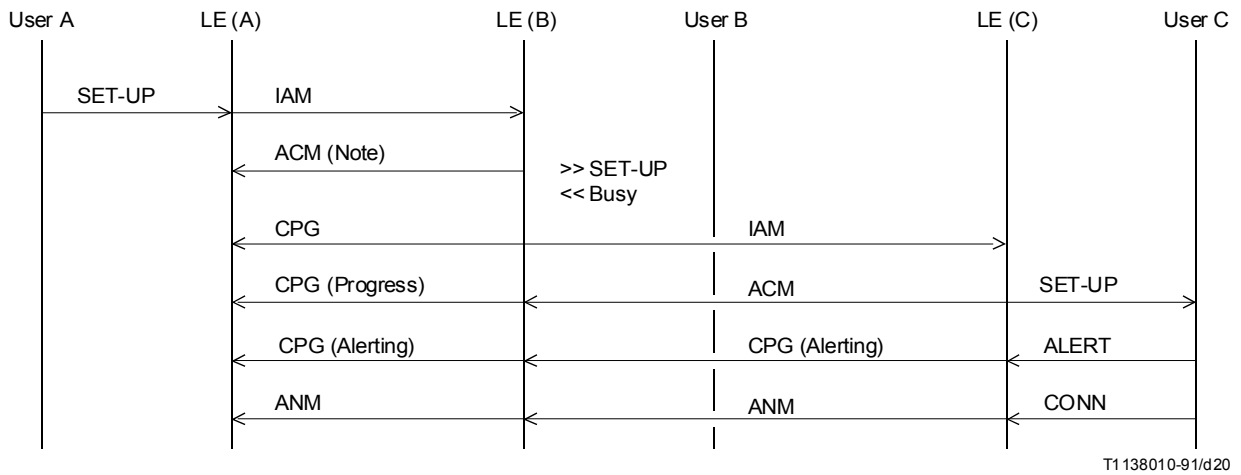 User A LE (A) LE (B) User B LE (C) User C
SET-UP IAM
ACM (Note)
>> SET-UP
<< Busy
CPG IAM
CPG (Progress) ACM SET-UP
CPG (Alerting) CPG (Alerting) ALERT
ANM ANM CONN
T1138010-91/d20